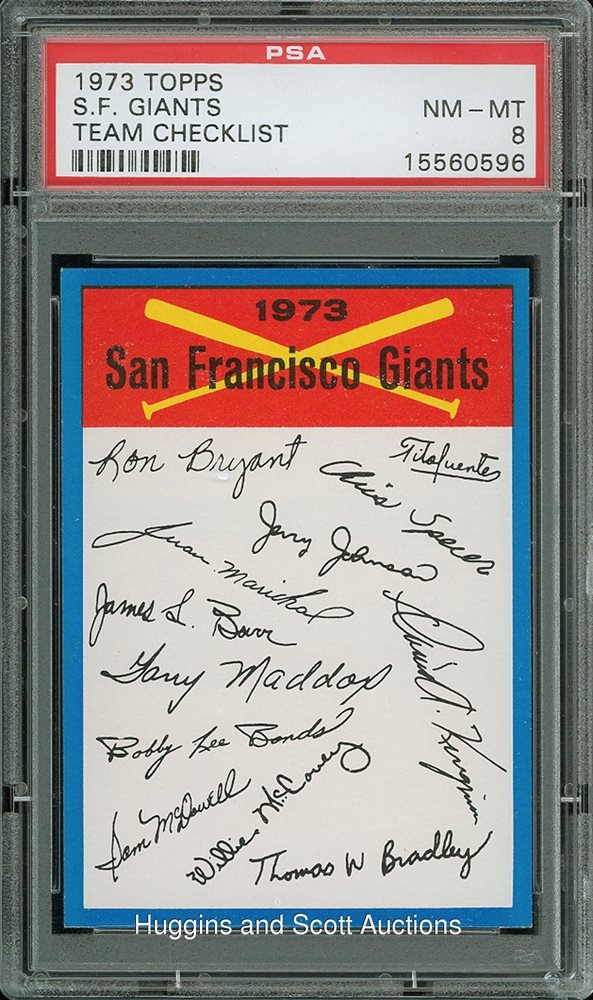 PSA
1973 TOPPS
S.F. GIANTS NM - MT
TEAM CHECKLIST 8
15560596
1973
San Francisco Giants
Ron Bryant
Tito Fuentes
Chris Speier
Jerry Johnson
Juan Marichal
James L. Barr
David A. Kingman
Garry Maddox
Bobby Lee Bonds
Sam McDowell
Willie McCovey
Thomas W Bradley
Huggins and Scott Auctions